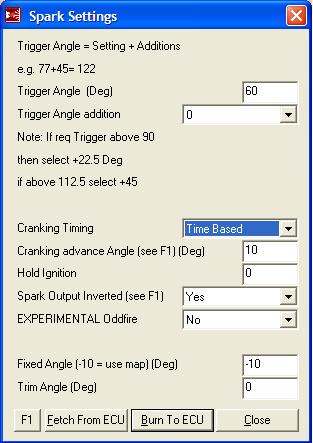 Spark Settings
Trigger Angle = Setting + Additions
e.g. 77+45= 122
Trigger Angle (Deg) 60
Trigger Angle addition 0
Note: If req Trigger above 90
then select +22.5 Deg
if above 112.5 select +45
Cranking Timing Time Based
Cranking advance Angle (see F1) (Deg) 10
Hold Ignition 0
Spark Output Inverted (see F1) Yes
EXPERIMENTAL Oddfire No
Fixed Angle (-10 = use map) (Deg) -10
Trim Angle (Deg) 0
F1 Fetch From ECU Burn To ECU Close